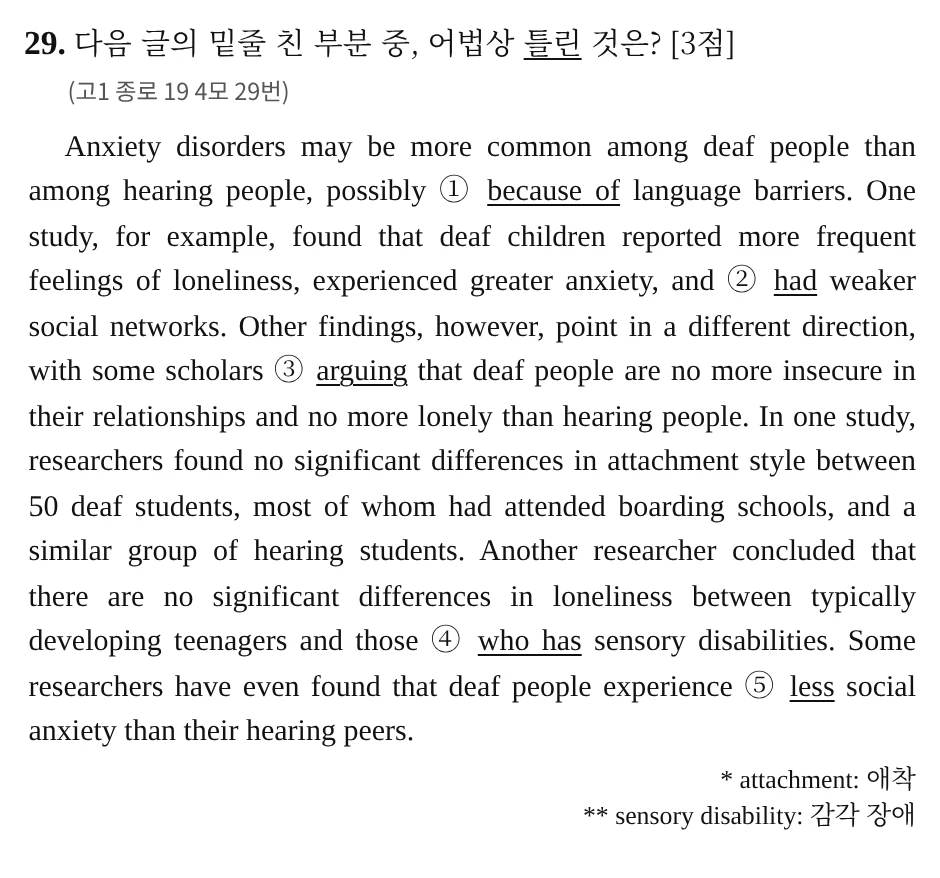 29. 다음 글의 밑줄 친 부분 중, 어법상 틀린 것은? [3점]
(고1 종로 19 4모 29번)
Anxiety disorders may be more common among deaf people than
among hearing people, possibly ① because of language barriers. One
study, for example, found that deaf children reported more frequent
feelings of loneliness, experienced greater anxiety, and ② had weaker
social networks. Other findings, however, point in a different direction,
with some scholars ③ arguing that deaf people are no more insecure in
their relationships and no more lonely than hearing people. In one study,
researchers found no significant differences in attachment style between
50 deaf students, most of whom had attended boarding schools, and a
similar group of hearing students. Another researcher concluded that
there are no significant differences in loneliness between typically
developing teenagers and those ④ who has sensory disabilities. Some
researchers have even found that deaf people experience ⑤ less social
anxiety than their hearing peers.
* attachment: 애착
** sensory disability: 감각 장애